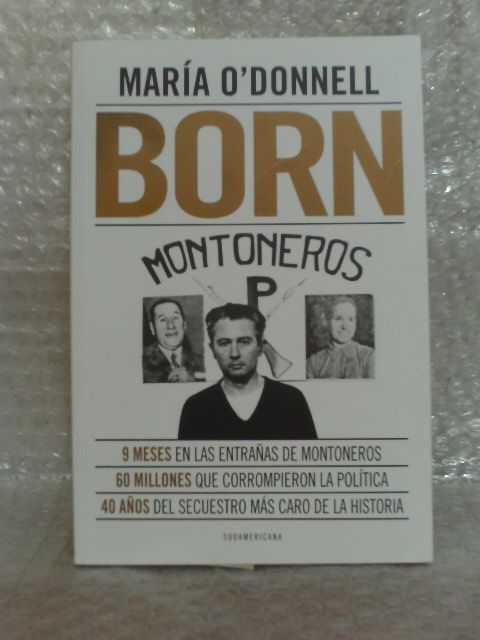 MARÍA O'DONNELL
BORN
MONTONEROS
P
9 MESES EN LAS ENTRAÑAS DE MONTONEROS
60 MILLONES QUE CORROMPIERON LA POLÍTICA
40 AÑOS DEL SECUESTRO MÁS CARO DE LA HISTORIA
SUDAMERICANA